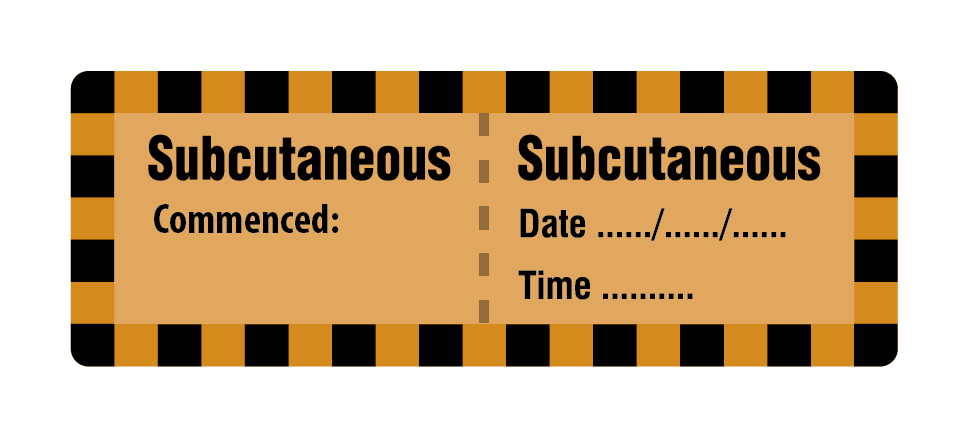 Subcutaneous
Commenced:
Subcutaneous
Date ....../....../......
Time ..........